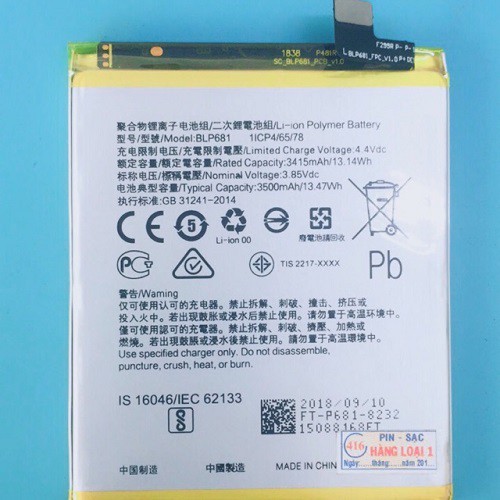 1838 P481R
SC_BLP681_PCB_v1.0
F299R P- P-
LBLP681_FPC_V1.0 P+
聚合物锂离子电池组/二次鋰電池組/Li-ion Polymer Battery
型号/型號/Model:BLP681 1ICP4/65/78
充电限制电压/充電限制電壓/Limited Charge Voltage: 4.4Vdc
额定容量/額定電容量/Rated Capacity: 3415mAh/13.14Wh
标称电压/標稱電壓/Nominal Voltage:3.85Vdc
电池典型容量/Typical Capacity: 3500mAh/13.47Wh
执行标准:GB 31241-2014
5
Li-ion 00
廢電池請回收
TIS 2217-XXXX
Pb
警告/Warning
仅可使用认可的充电器，禁止拆解、刺破、撞击、挤压或
投入火中。若出现鼓胀或浸水后禁止使用。请勿置于高温环境中。
僅可使用認可的充電器，禁止拆解、刺破、擠壓、加熱或
燃燒。若出現鼓脹或浸水後禁止使用。請勿置於高溫環境中。
Use specified charger only. Do not disassemble,
puncture, crush, heat, or burn.
IS 16046/IEC 62133
2018/09/10
FT-P681-8232
15088168FT
中国制造 中國製造 MADE IN CHINA
416
PIN - SẠC
HÀNG LOẠI 1
Ngày......tháng......năm 201